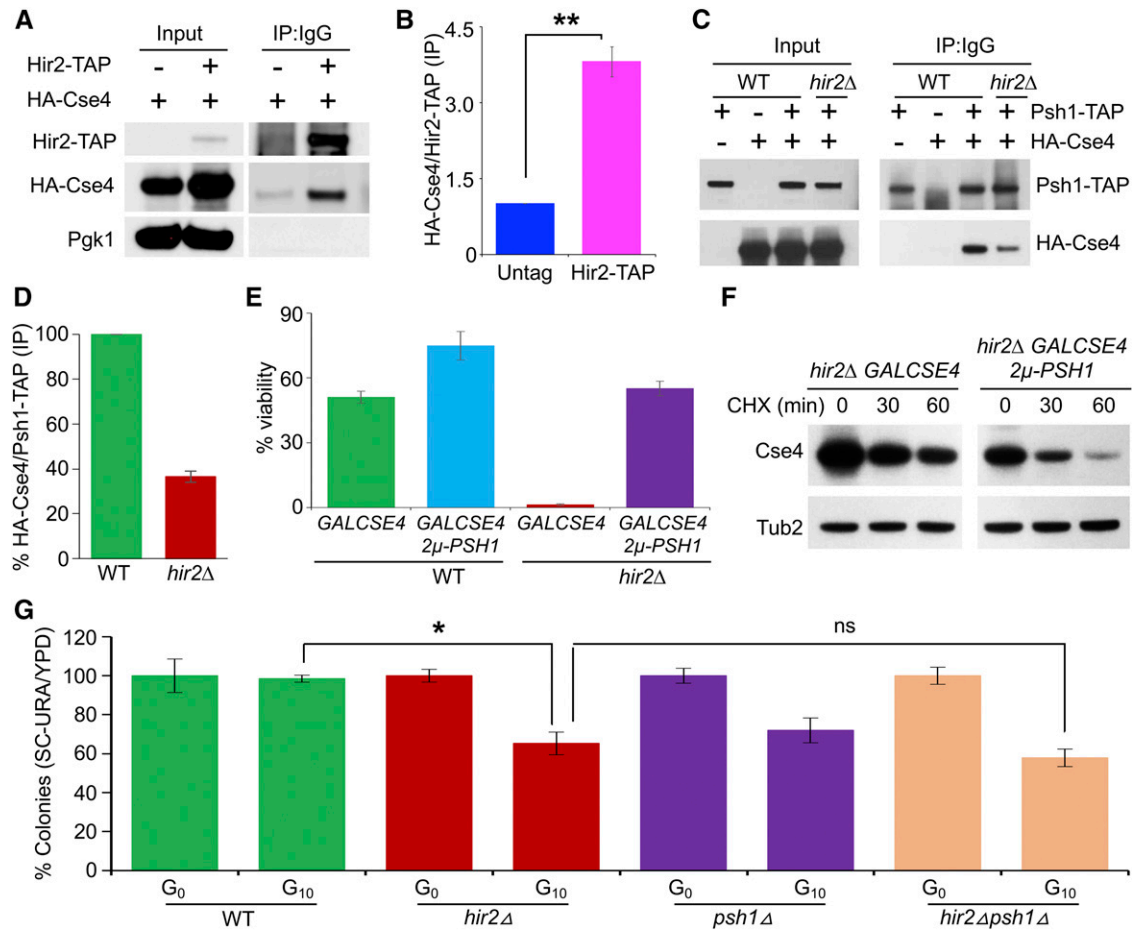 A
Input IP:IgG
Hir2-TAP - + - +
HA-Cse4 + + + +
Hir2-TAP
HA-Cse4
Pgk1
B
**
HA-Cse4/Hir2-TAP (IP)
4.5
3.0
1.5
0
Untag Hir2-TAP
C
Input IP:IgG
WT hir2Δ WT hir2Δ
+ - + + + - + + Psh1-TAP
- + + + - + + + HA-Cse4
Psh1-TAP
HA-Cse4
D
% HA-Cse4/Psh1-TAP (IP)
100
80
60
40
20
0
WT hir2Δ
E
% viability
90
60
30
0
GALCSE4 GALCSE4 GALCSE4 GALCSE4
2μ-PSH1 2μ-PSH1
WT hir2Δ
F
hir2Δ GALCSE4 hir2Δ GALCSE4
2μ-PSH1
CHX (min) 0 30 60 0 30 60
Cse4
Tub2
G
% Colonies (SC-URA/YPD)
120
100
80
60
40
20
0
* ns
G₀ G₁₀ G₀ G₁₀ G₀ G₁₀ G₀ G₁₀
WT hir2Δ psh1Δ hir2Δpsh1Δ